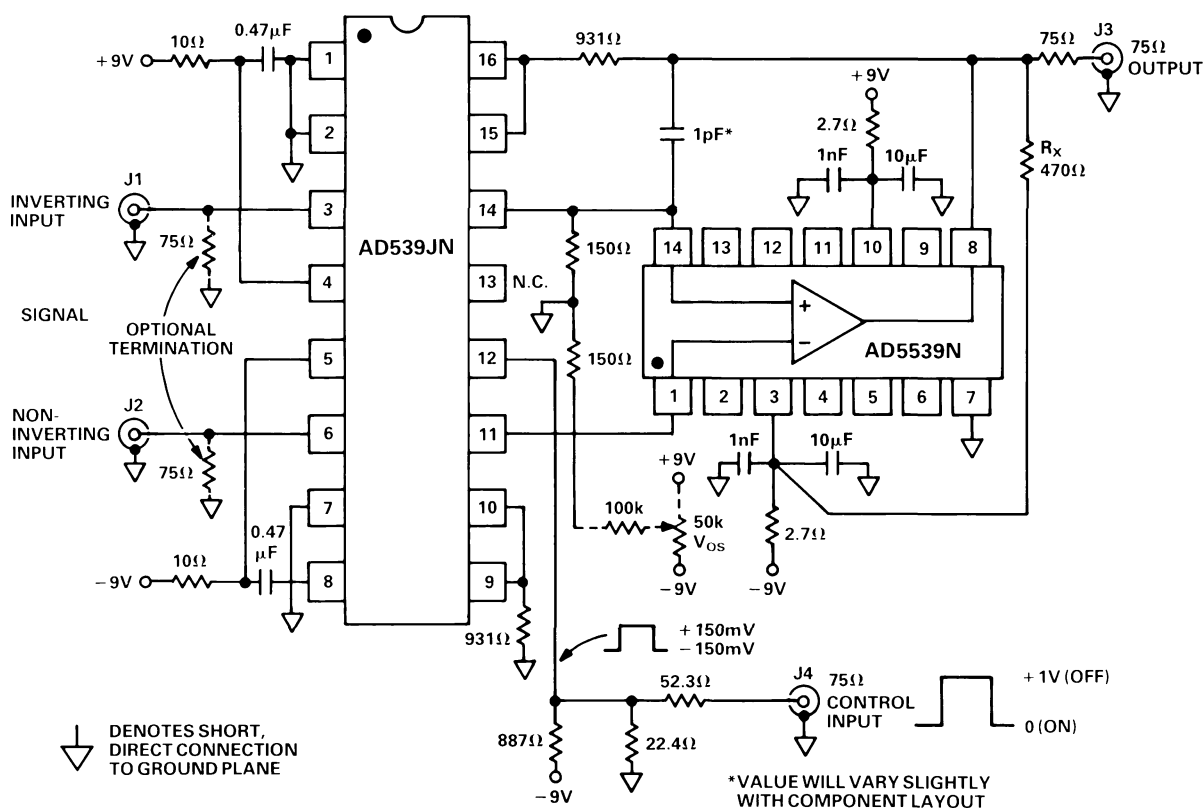 0.47µF
10Ω
+9V
1
2
INVERTING
INPUT
J1
75Ω
3
4
SIGNAL
OPTIONAL
TERMINATION
5
NON-
INVERTING
INPUT
J2
75Ω
6
7
0.47
µF
10Ω
-9V
8
AD539JN
16
15
14
13
N.C.
12
11
10
9
931Ω
931Ω
1pF*
150Ω
150Ω
+9V
2.7Ω
1nF
10µF
75Ω
J3
75Ω
OUTPUT
RX
470Ω
14
13
12
11
10
9
8
+
−
AD5539N
1
2
3
4
5
6
7
1nF
10µF
+9V
100k
50k
VOS
-9V
2.7Ω
-9V
+150mV
−150mV
52.3Ω
J4
75Ω
CONTROL
INPUT
+1V (OFF)
0 (ON)
887Ω
22.4Ω
-9V
DENOTES SHORT,
DIRECT CONNECTION
TO GROUND PLANE
*VALUE WILL VARY SLIGHTLY
WITH COMPONENT LAYOUT